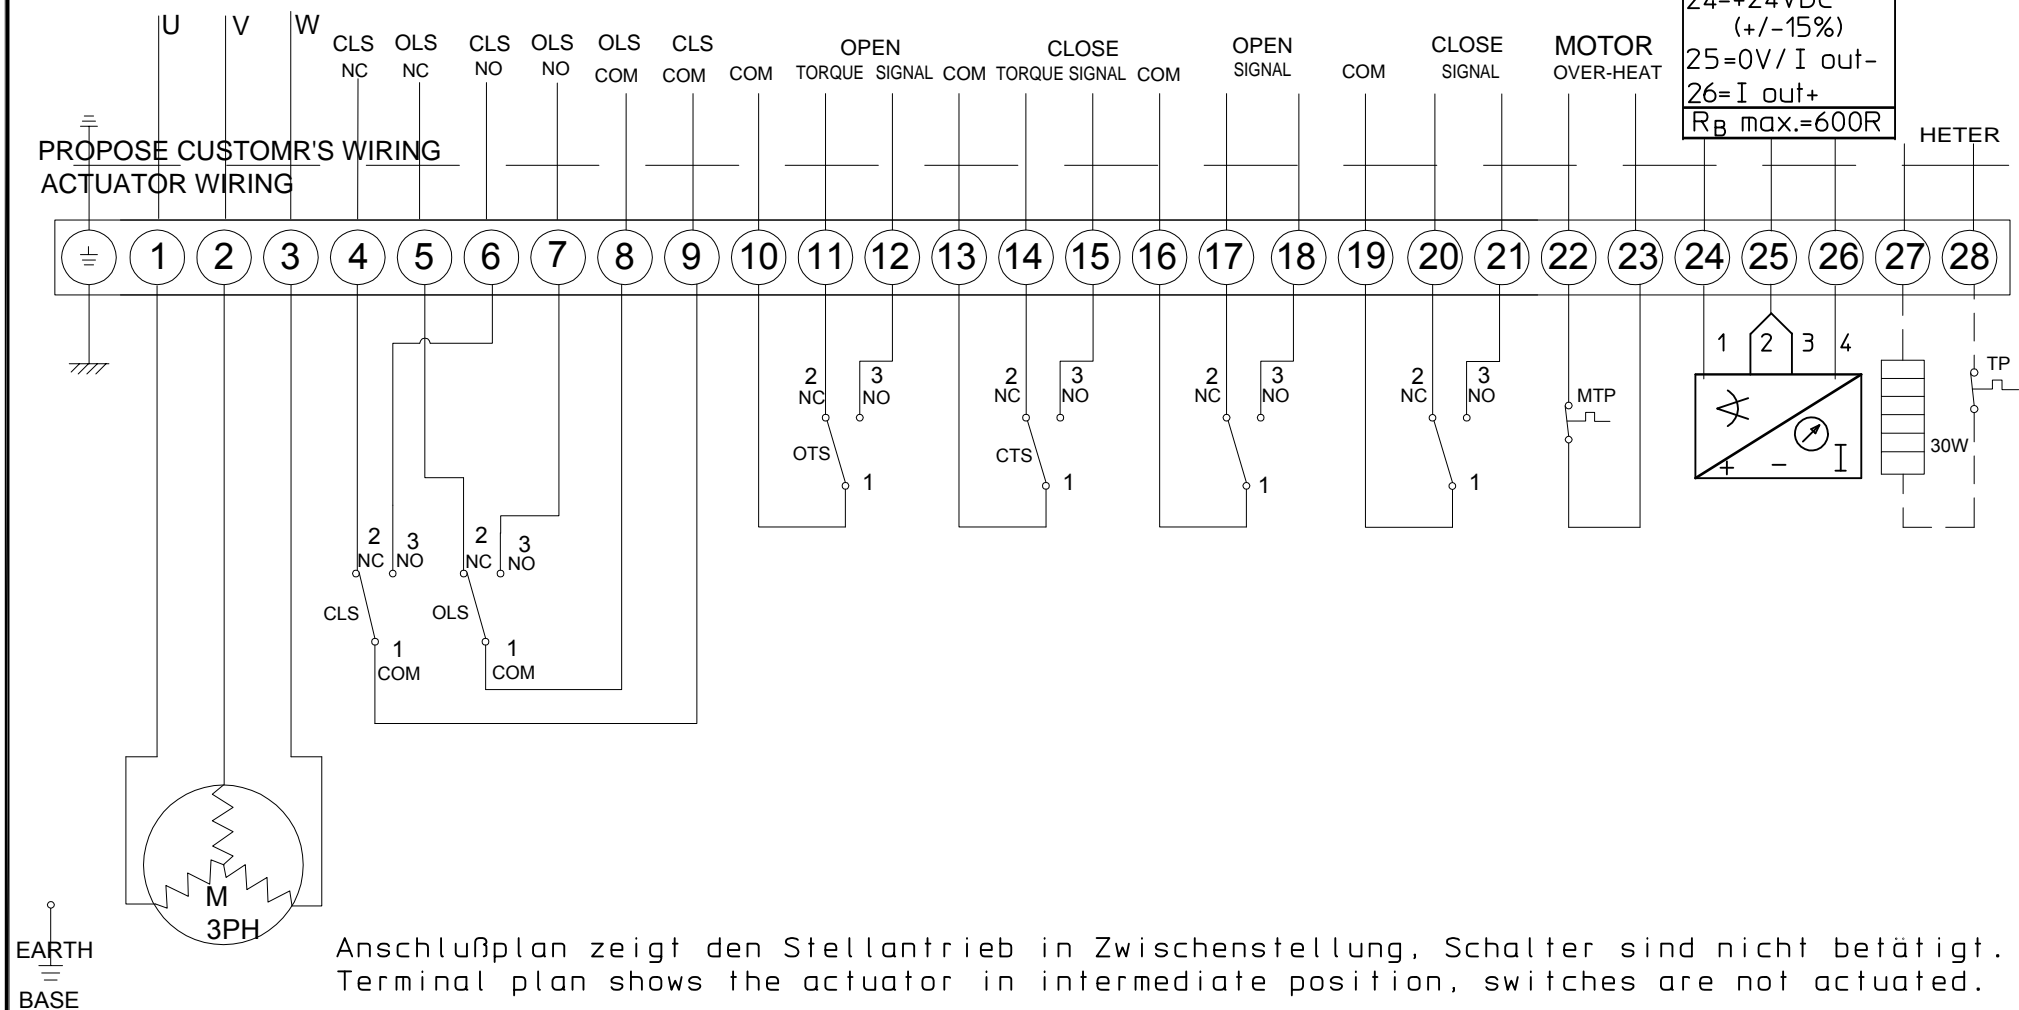 24=+24VDC
(+/-15%)
25=0V/ I out-
26= I out+
RB max.=600R
U V W
CLS OLS CLS OLS OLS CLS OPEN CLOSE OPEN CLOSE MOTOR
NC NC NO NO COM COM COM TORQUE SIGNAL COM TORQUE SIGNAL COM SIGNAL COM SIGNAL OVER-HEAT
HETER
PROPOSE CUSTOMR'S WIRING
ACTUATOR WIRING
1 2 3 4 5 6 7 8 9 10 11 12 13 14 15 16 17 18 19 20 21 22 23 24 25 26 27 28
1 2 3 4
TP
2 3 2 3 2 3 2 3
NC NO NC NO NC NO NC NO MTP
OTS CTS 30W
+ - I
1 1 1 1
2 3 2 3
NC NO NC NO
CLS OLS
1 1
COM COM
M
3PH
EARTH
BASE
Anschlußplan zeigt den Stellantrieb in Zwischenstellung, Schalter sind nicht betätigt.
Terminal plan shows the actuator in intermediate position, switches are not actuated.